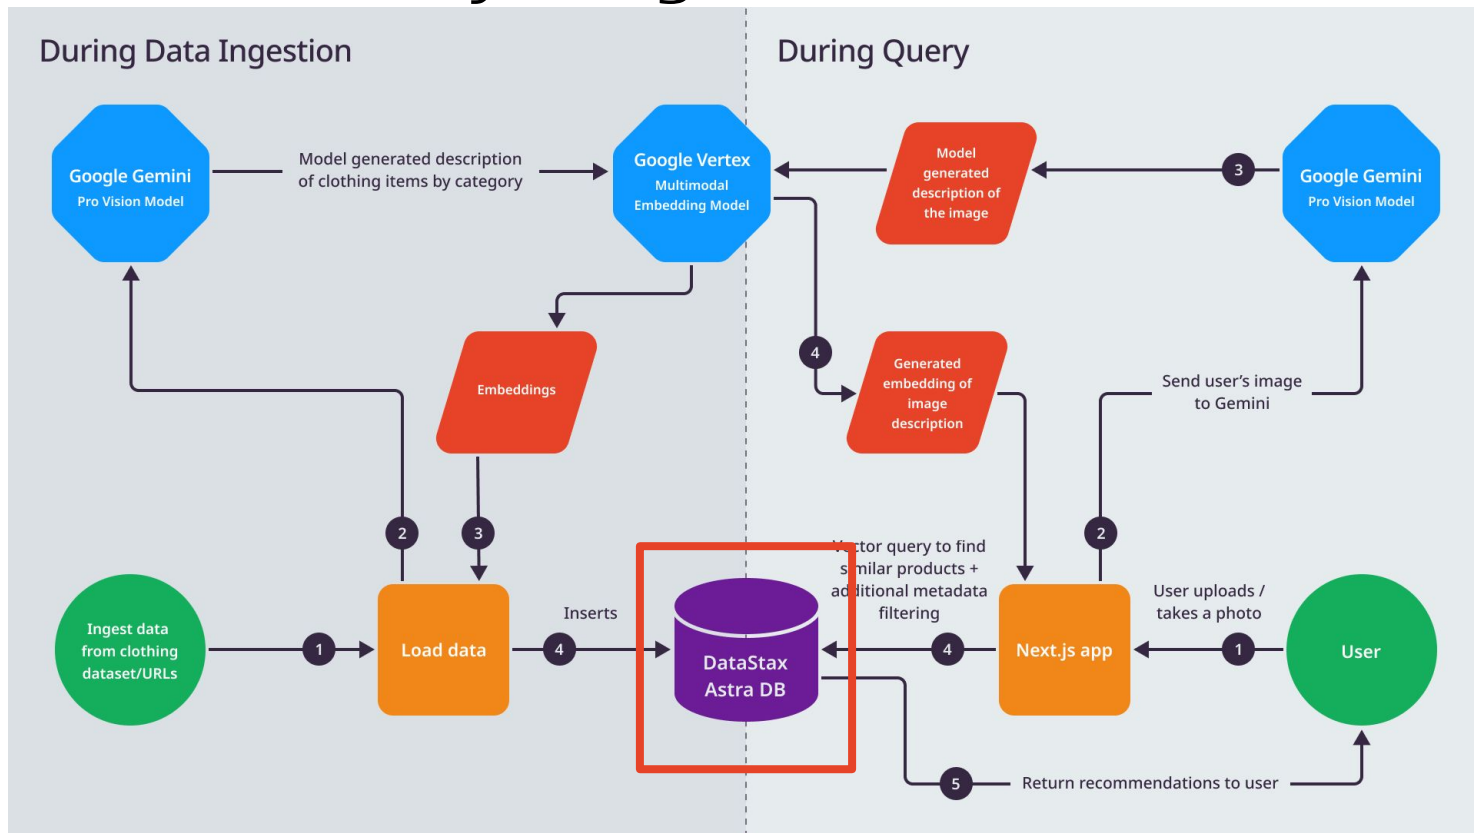 During Data Ingestion
During Query
Google Gemini
Pro Vision Model
Model generated description
of clothing items by category
Google Vertex
Multimodal
Embedding Model
Model
generated
description of
the image
3
Google Gemini
Pro Vision Model
Embeddings
4
Generated
embedding of
image
description
Send user's image
to Gemini
2
3
2
Ingest data
from clothing
dataset/URLs
1
Load data
Inserts
4
DataStax
Astra DB
Vector query to find
similar products +
additional metadata
filtering
4
Next.js app
User uploads /
takes a photo
1
User
5
Return recommendations to user